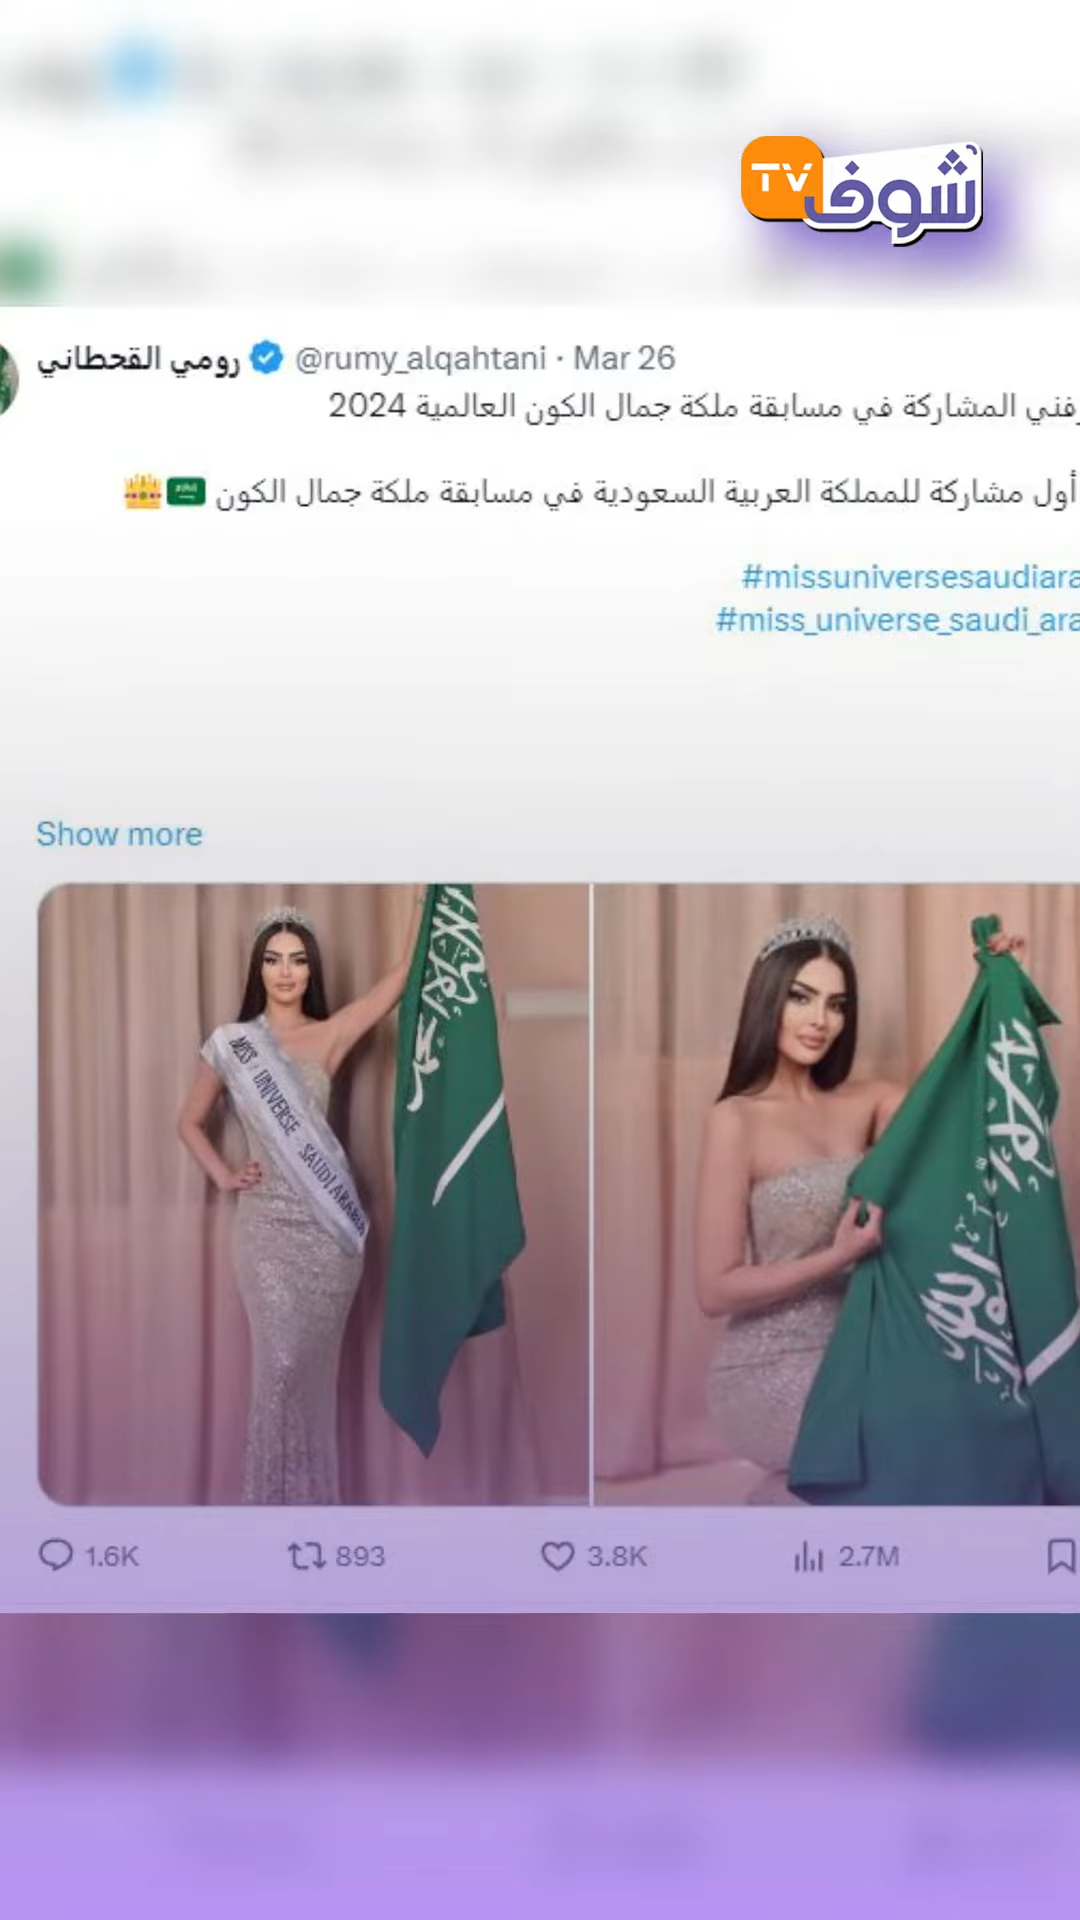 TV شوف
رومي القحطاني @rumy_alqahtani · Mar 26
المشاركة في مسابقة ملكة جمال الكون العالمية 2024
أول مشاركة للمملكة العربية السعودية في مسابقة ملكة جمال الكون 🇸🇦👑
#missuniversesaudiara
#miss_universe_saudi_ara
Show more
MISS UNIVERSE SAUDI ARABIA
1.6K 893 3.8K 2.7M